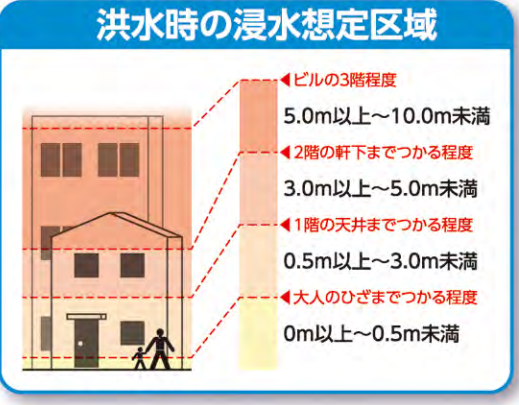 洪水時の浸水想定区域
◀ビルの3階程度
5.0m以上～10.0m未満
◀2階の軒下までつかる程度
3.0m以上～5.0m未満
◀1階の天井までつかる程度
0.5m以上～3.0m未満
◀大人のひざまでつかる程度
0m以上～0.5m未満